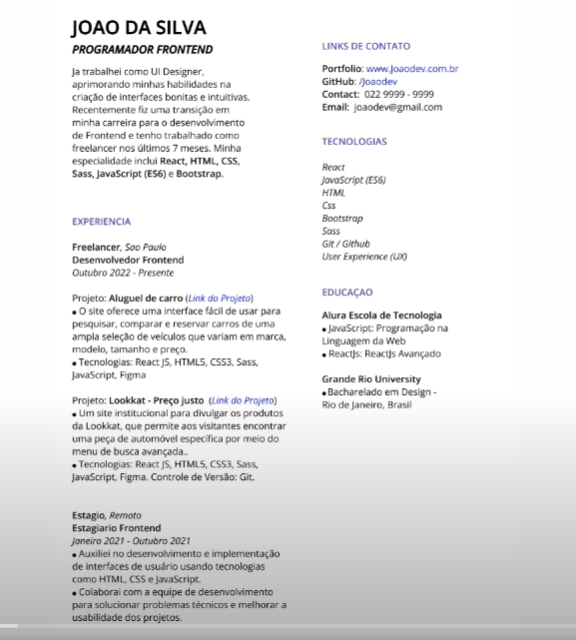 JOAO DA SILVA
PROGRAMADOR FRONTEND
Ja trabalhei como UI Designer,
aprimorando minhas habilidades na
criação de interfaces bonitas e intuitivas.
Recentemente fiz uma transição em
minha carreira para o desenvolvimento
de Frontend e tenho trabalhado como
freelancer nos últimos 7 meses. Minha
especialidade inclui React, HTML, CSS,
Sass, JavaScript (ES6) e Bootstrap.
EXPERIENCIA
Freelancer, Sao Paulo
Desenvolvedor Frontend
Outubro 2022 - Presente
Projeto: Aluguel de carro (Link do Projeto)
• O site oferece uma interface fácil de usar para
pesquisar, comparar e reservar carros de uma
ampla seleção de veículos que variam em marca,
modelo, tamanho e preço.
• Tecnologias: React JS, HTML5, CSS3, Sass,
JavaScript, Figma
Projeto: Lookkat - Preço justo (Link do Projeto)
• Um site institucional para divulgar os produtos
da Lookkat, que permite aos visitantes encontrar
uma peça de automóvel específica por meio do
menu de busca avançada..
• Tecnologias: React JS, HTML5, CSS3, Sass,
JavaScript, Figma. Controle de Versão: Git.
Estagio, Remoto
Estagiario Frontend
Janeiro 2021 - Outubro 2021
• Auxiliei no desenvolvimento e implementação
de interfaces de usuário usando tecnologias
como HTML, CSS e JavaScript.
• Colaborai com a equipe de desenvolvimento
para solucionar problemas técnicos e melhorar a
usabilidade dos projetos.
LINKS DE CONTATO
Portfolio: www.Joaodev.com.br
GitHub: /Joaodev
Contact: 022 9999 - 9999
Email: joaodev@gmail.com
TECNOLOGIAS
React
JavaScript (ES6)
HTML
Css
Bootstrap
Sass
Git / Github
User Experience (UX)
EDUCAÇAO
Alura Escola de Tecnologia
• JavaScript: Programação na
Linguagem da Web
• ReactJs: ReactJs Avançado
Grande Rio University
• Bacharelado em Design -
Rio de Janeiro, Brasil